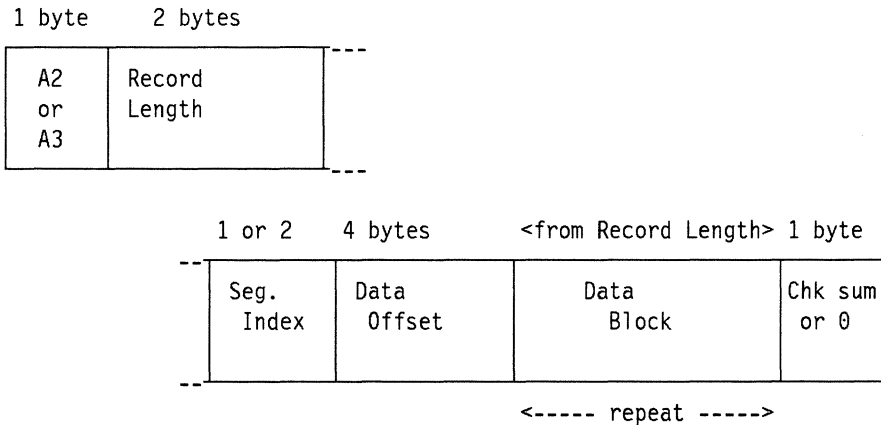 1 byte 2 bytes
A2 Record
or Length
A3
1 or 2 4 bytes <from Record Length> 1 byte
Seg. Data Data Chk sum
Index Offset Block or 0
<----- repeat ----->